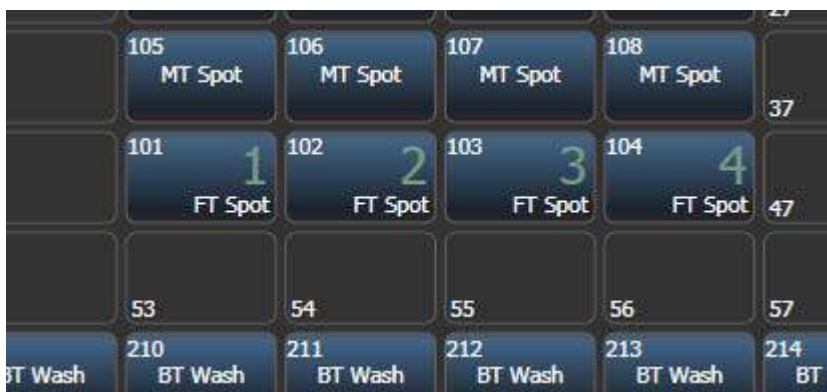 27
105 106 107 108
MT Spot MT Spot MT Spot MT Spot
37
101 1 102 2 103 3 104 4
FT Spot FT Spot FT Spot FT Spot 47
53 54 55 56 57
210 211 212 213 214
BT Wash BT Wash BT Wash BT Wash BT Wash BT